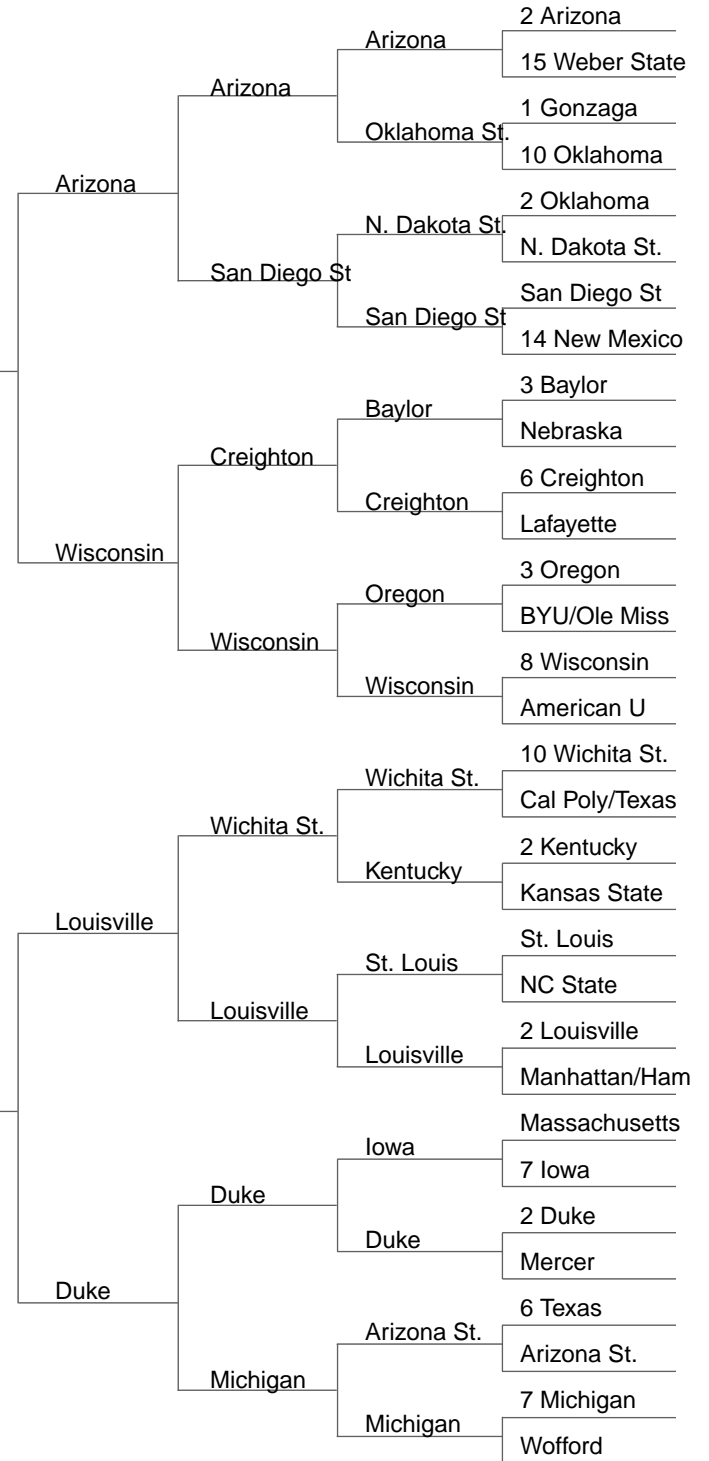 2 Arizona
Arizona
15 Weber State
Arizona
1 Gonzaga
Oklahoma St.
10 Oklahoma
Arizona
2 Oklahoma
N. Dakota St.
N. Dakota St.
San Diego St
San Diego St
San Diego St
14 New Mexico
3 Baylor
Baylor
Nebraska
Creighton
6 Creighton
Creighton
Lafayette
Wisconsin
3 Oregon
Oregon
BYU/Ole Miss
Wisconsin
8 Wisconsin
Wisconsin
American U
10 Wichita St.
Wichita St.
Cal Poly/Texas
Wichita St.
2 Kentucky
Kentucky
Kansas State
Louisville
St. Louis
St. Louis
NC State
Louisville
2 Louisville
Louisville
Manhattan/Ham
Massachusetts
Iowa
7 Iowa
Duke
2 Duke
Duke
Mercer
Duke
6 Texas
Arizona St.
Arizona St.
Michigan
7 Michigan
Michigan
Wofford